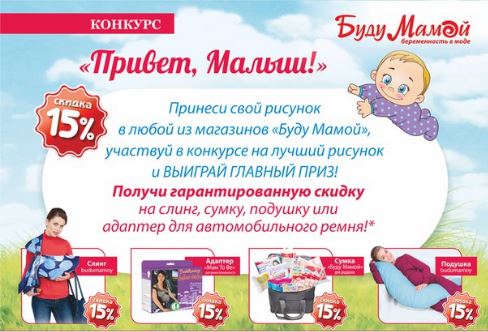 КОНКУРС
Буду Мамой
беременность в моде
«Привет, Малыш!»
скидка
15%
Принеси свой рисунок
в любой из магазинов «Буду Мамой»,
участвуй в конкурсе на лучший рисунок
и ВЫИГРАЙ ГЛАВНЫЙ ПРИЗ!
Получи гарантированную скидку
на слинг, сумку, подушку или
адаптер для автомобильного ремня!*
Слинг
budumamoy
скидка
15%
Адаптер
«Мам То Ве»
скидка
15%
Сумка
«Буду Мамой»
скидка
15%
Подушка
budumamoy
скидка
15%